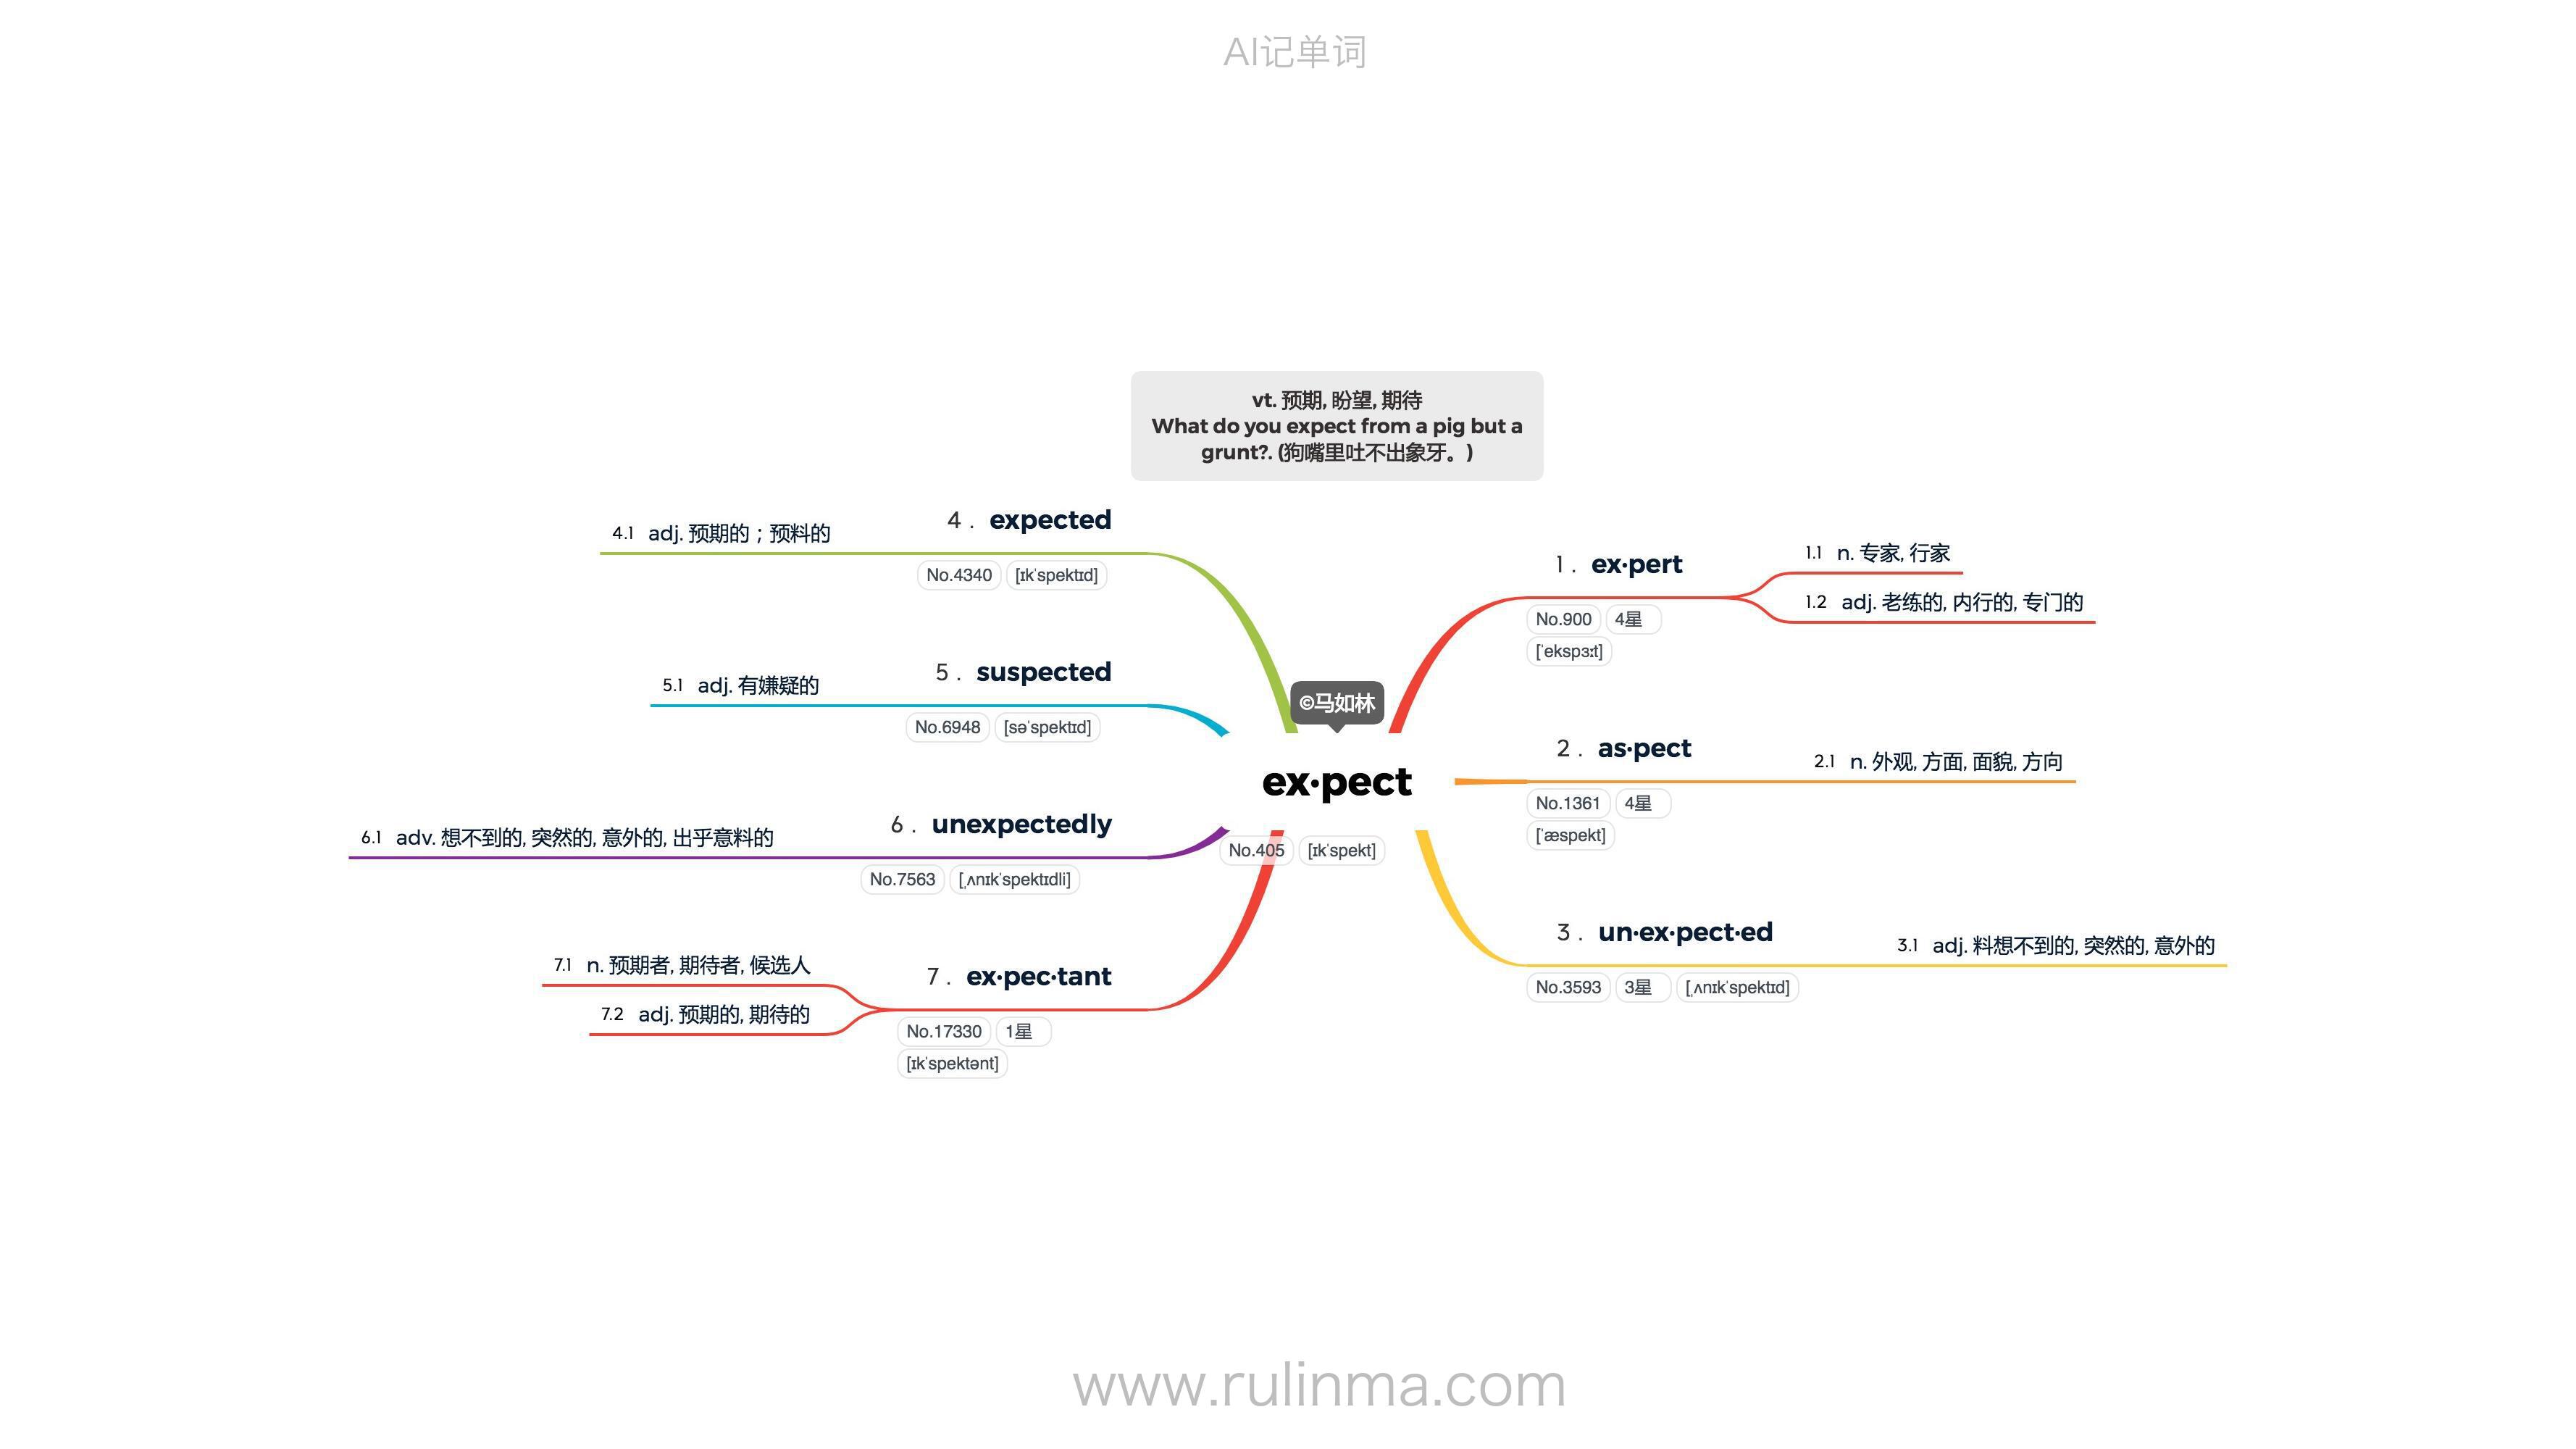 AI记单词
vt. 预期, 盼望, 期待
What do you expect from a pig but a
grunt?. (狗嘴里吐不出象牙。)
©马如林
ex·pect
No.405 [ɪkˈspekt]
1. ex·pert
No.900 4星
[ˈekspɜːt]
1.1 n. 专家, 行家
1.2 adj. 老练的, 内行的, 专门的
2. as·pect
No.1361 4星
[ˈæspekt]
2.1 n. 外观, 方面, 面貌, 方向
3. un·ex·pect·ed
No.3593 3星 [ˌʌnɪkˈspektɪd]
3.1 adj. 料想不到的, 突然的, 意外的
4. expected
No.4340 [ɪkˈspektɪd]
4.1 adj. 预期的；预料的
5. suspected
No.6948 [səˈspektɪd]
5.1 adj. 有嫌疑的
6. unexpectedly
No.7563 [ˌʌnɪkˈspektɪdli]
6.1 adv. 想不到的, 突然的, 意外的, 出乎意料的
7. ex·pec·tant
No.17330 1星
[ɪkˈspektənt]
7.1 n. 预期者, 期待者, 候选人
7.2 adj. 预期的, 期待的
www.rulinma.com